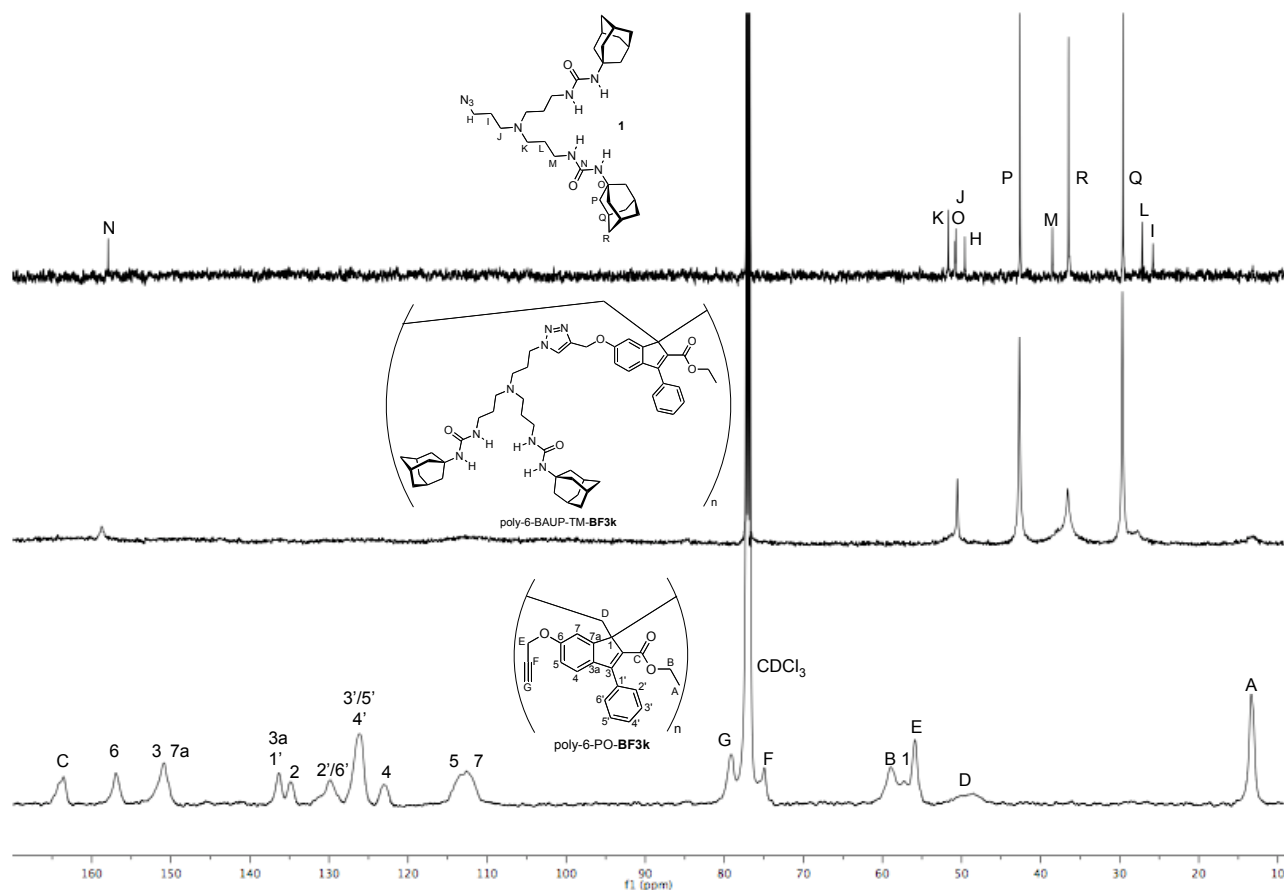 O
N
H
N
H
N3
H
I
J
N
1
K
L
M
H
N
N
H
N
O
O
P
Q
R
N
K
J
O
H
P
M
R
Q
L
I
N=N
N
O
O
O
N
O
N
H
N
H
O
N
H
N
H
n
poly-6-BAUP-TM-BF3k
D
E
O
F
G
6
7
7a
1
5
4
3a
3
2
C
O
O
B
A
1'
2'
3'
4'
5'
6'
n
poly-6-PO-BF3k
CDCl3
C
6
3 7a
3a
1'
2
2'/6'
3'/5'
4'
4
5
7
G
F
B
1
E
D
A
160 150 140 130 120 110 100 90 80 70 60 50 40 30 20 10
f1 (ppm)